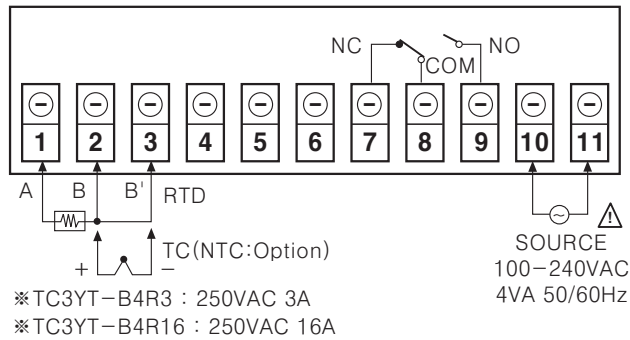 NC NO
COM
1 2 3 4 5 6 7 8 9 10 11
A B B' RTD
+ - TC(NTC:Option)
SOURCE
100-240VAC
4VA 50/60Hz
※TC3YT-B4R3 : 250VAC 3A
※TC3YT-B4R16 : 250VAC 16A